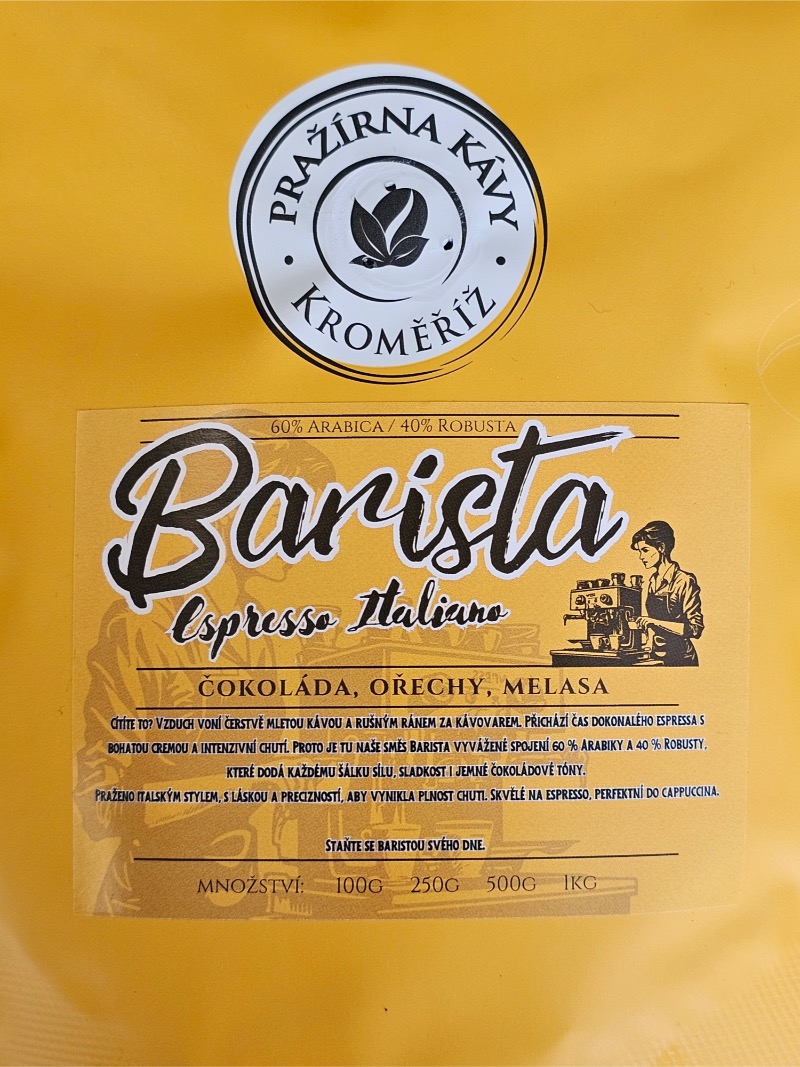 PRAŽÍRNA KÁVY
• KROMĚŘÍŽ •
60% ARABICA / 40% ROBUSTA
Barista
Espresso Italiano
ČOKOLÁDA, OŘECHY, MELASA
CÍTÍTE TO? VZDUCH VONÍ ČERSTVĚ MLETOU KÁVOU A RUŠNÝM RÁNEM ZA KÁVOVAREM. PŘICHÁZÍ ČAS DOKONALÉHO ESPRESSA S
BOHATOU CREMOU A INTENZIVNÍ CHUTÍ. PROTO JE TU NAŠE SMĚS BARISTA VYVÁŽENÉ SPOJENÍ 60 % ARABIKY A 40 % ROBUSTY,
KTERÉ DODÁ KAŽDÉMU ŠÁLKU SÍLU, SLADKOST I JEMNÉ ČOKOLÁDOVÉ TÓNY.
PRAŽENO ITALSKÝM STYLEM, S LÁSKOU A PRECIZNOSTÍ, ABY VYNIKLA PLNOST CHUTI. SKVĚLÉ NA ESPRESSO, PERFEKTNÍ DO CAPPUCCINA.
STAŇTE SE BARISTOU SVÉHO DNE.
MNOŽSTVÍ: 100G 250G 500G 1KG